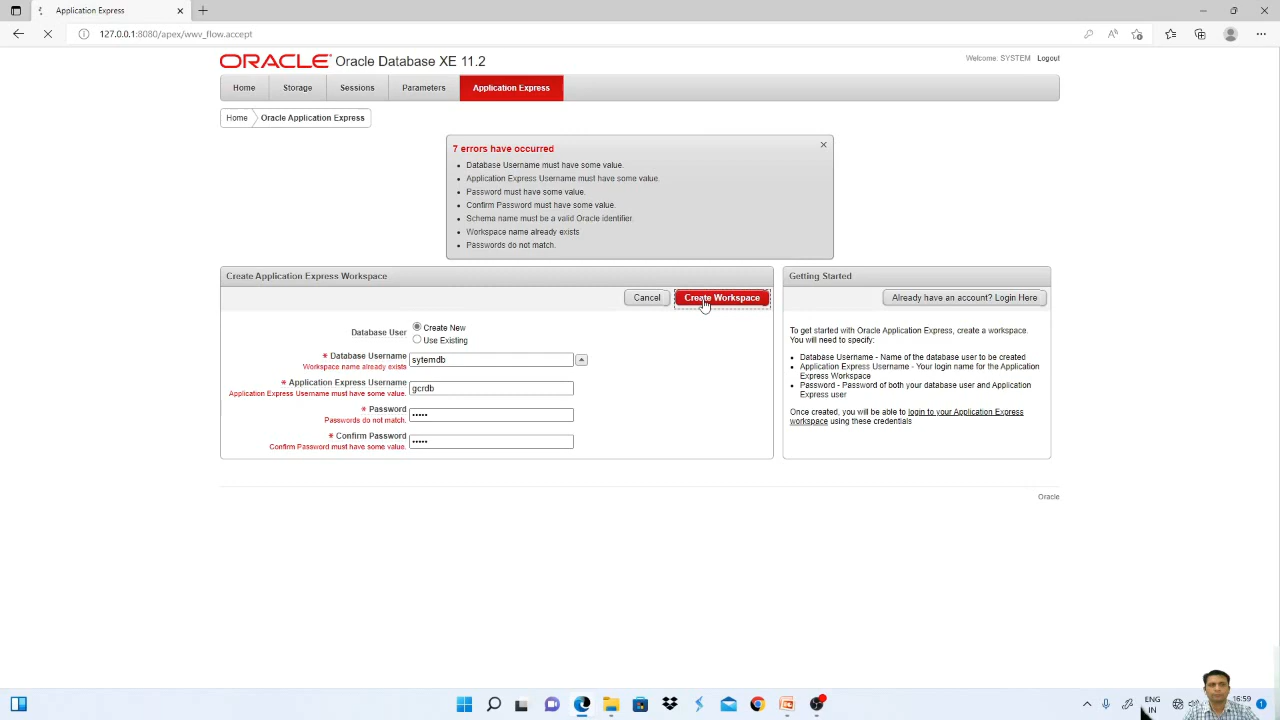 Application Express
127.0.0.1:8080/apex/wwv_flow.accept
ORACLE Oracle Database XE 11.2
Welcome: SYSTEM Logout
Home Storage Sessions Parameters Application Express
Home Oracle Application Express
7 errors have occurred
Database Username must have some value.
Application Express Username must have some value.
Password must have some value.
Confirm Password must have some value.
Schema name must be a valid Oracle identifier.
Workspace name already exists
Passwords do not match.
Create Application Express Workspace
Cancel Create Workspace
Database User Create New
Use Existing
* Database Username sytemdb
Workspace name already exists
* Application Express Username gcrdb
Application Express Username must have some value.
* Password •••••
Passwords do not match.
* Confirm Password •••••
Confirm Password must have some value.
Getting Started
Already have an account? Login Here
To get started with Oracle Application Express, create a workspace.
You will need to specify:
Database Username - Name of the database user to be created
Application Express Username - Your login name for the Application
Express Workspace
Password - Password of both your database user and Application
Express user
Once created, you will be able to login to your Application Express
workspace using these credentials
Oracle
ENG
IN
16:59
1